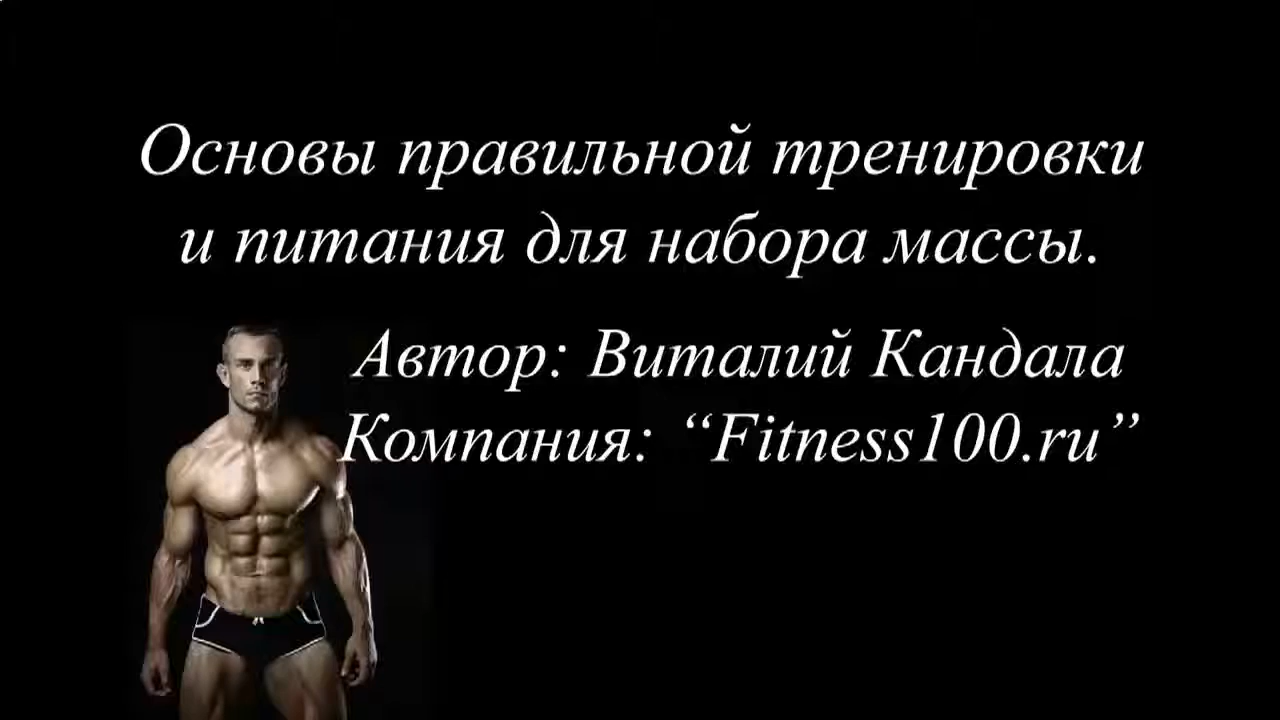 Основы правильной тренировки
и питания для набора массы.
Автор: Виталий Кандала
Компания: “Fitness100.ru”